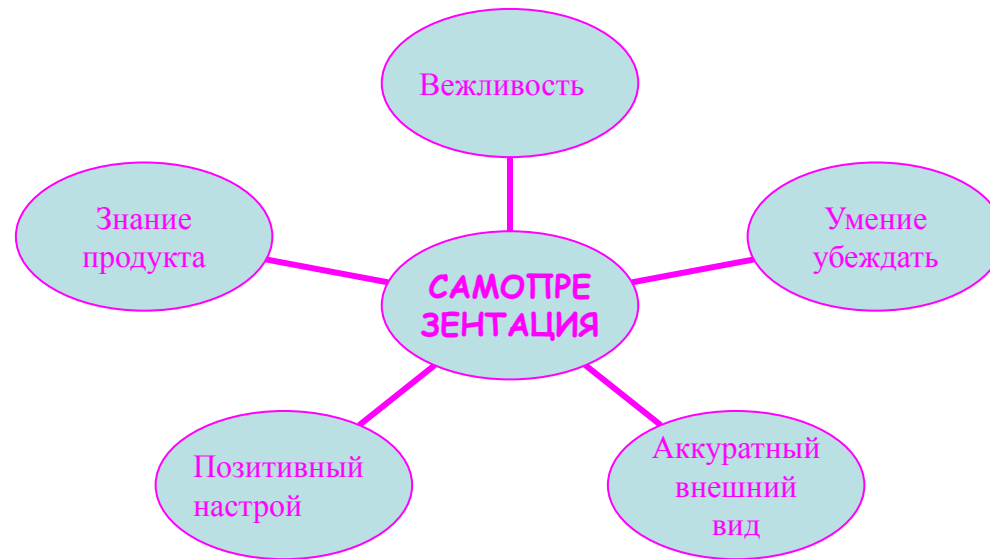 Вежливость
Знание
продукта
Умение
убеждать
САМОПРЕ
ЗЕНТАЦИЯ
Позитивный
настрой
Аккуратный
внешний
вид